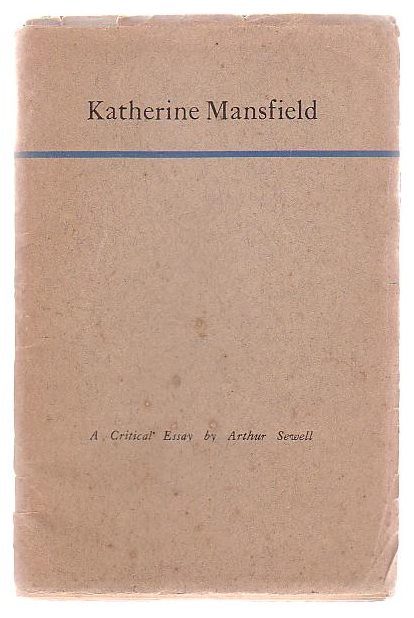 Katherine Mansfield
A Critical Essay by Arthur Sewell